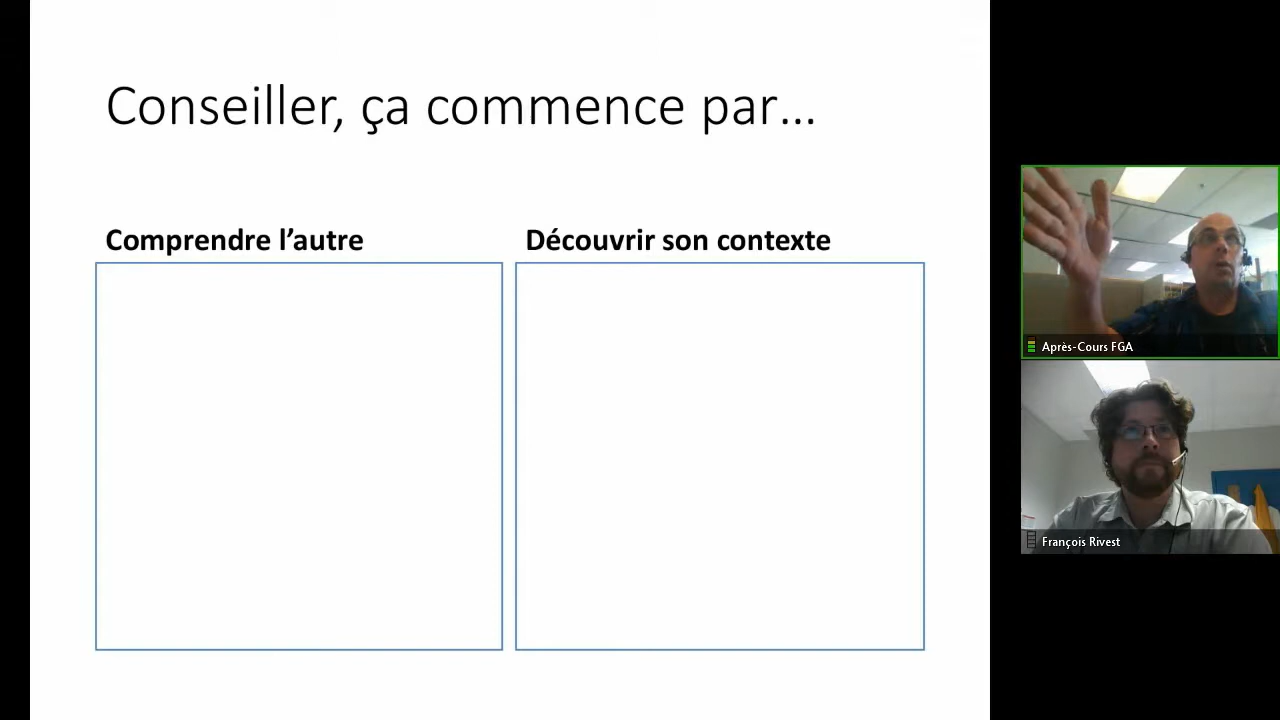 Conseiller, ça commence par...
Comprendre l’autre
Découvrir son contexte
Après-Cours FGA
François Rivest